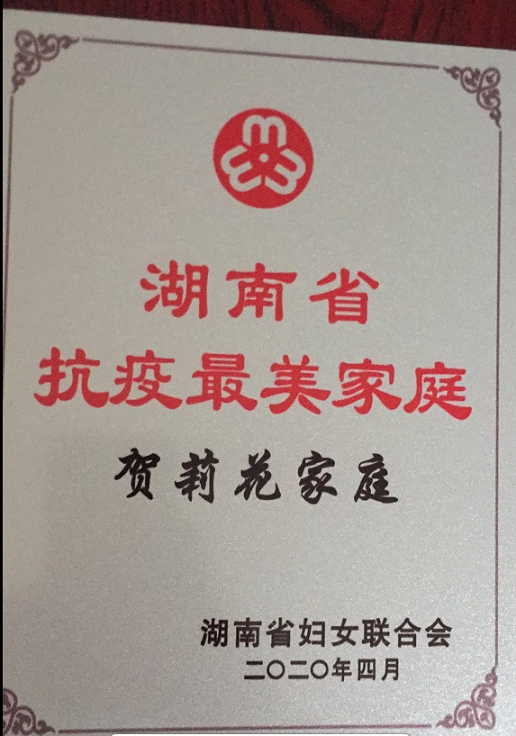 湖南省
抗疫最美家庭
贺莉花家庭
湖南省妇女联合会
二〇二〇年四月